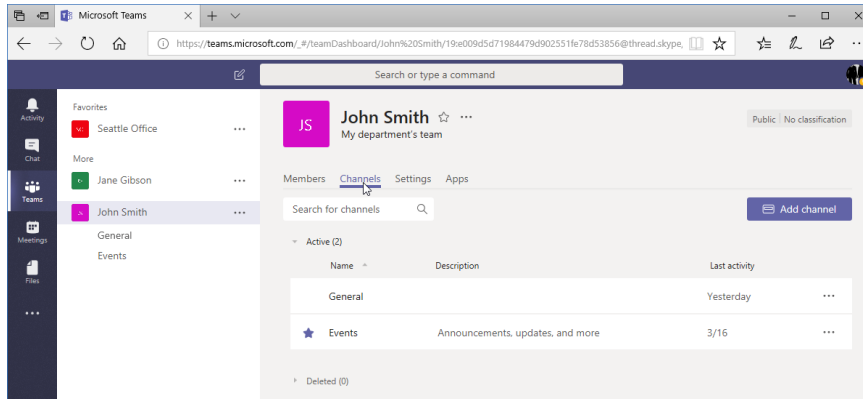 Microsoft Teams
https://teams.microsoft.com/_#/teamDashboard/John%20Smith/19:e009d5d71984479d902551fe78d53856@thread.skype,
Search or type a command
Activity
Chat
Teams
Meetings
Files
Favorites
Seattle Office
More
Jane Gibson
JS John Smith
General
Events
JS
John Smith
My department's team
Public No classification
Members Channels Settings Apps
Search for channels
Add channel
Active (2)
Name Description Last activity
General Yesterday
Events Announcements, updates, and more 3/16
Deleted (0)